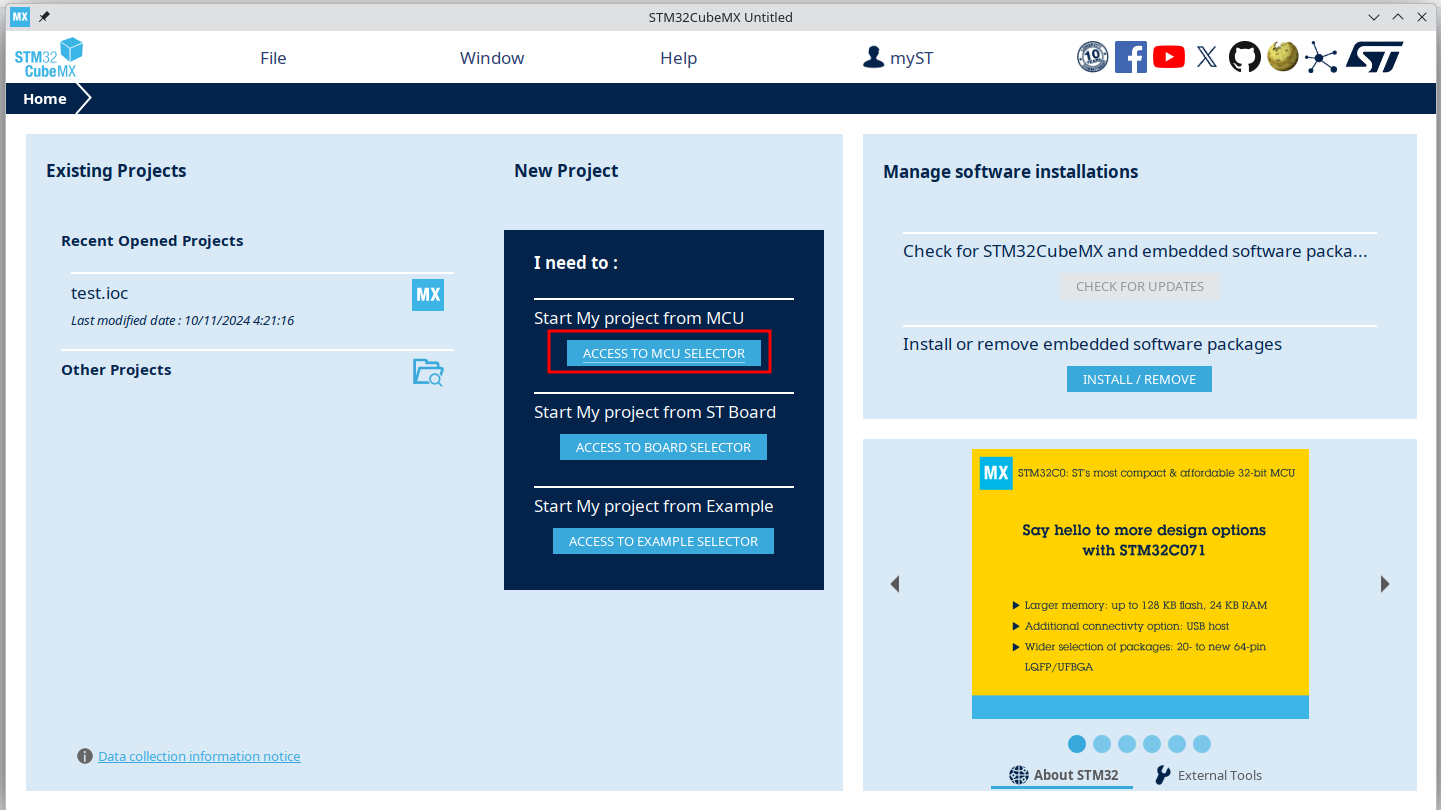 MX
STM32CubeMX Untitled
STM32
CubeMX
File
Window
Help
myST
10
Home
Existing Projects
New Project
Manage software installations
Recent Opened Projects
test.ioc
MX
Last modified date : 10/11/2024 4:21:16
Other Projects
I need to :
Start My project from MCU
ACCESS TO MCU SELECTOR
Start My project from ST Board
ACCESS TO BOARD SELECTOR
Start My project from Example
ACCESS TO EXAMPLE SELECTOR
Check for STM32CubeMX and embedded software packa...
CHECK FOR UPDATES
Install or remove embedded software packages
INSTALL / REMOVE
MX
STM32C0: ST's most compact & affordable 32-bit MCU
Say hello to more design options
with STM32C071
Larger memory: up to 128 KB flash, 24 KB RAM
Additional connectivty option: USB host
Wider selection of packages: 20- to new 64-pin
LQFP/UFBGA
Data collection information notice
About STM32
External Tools